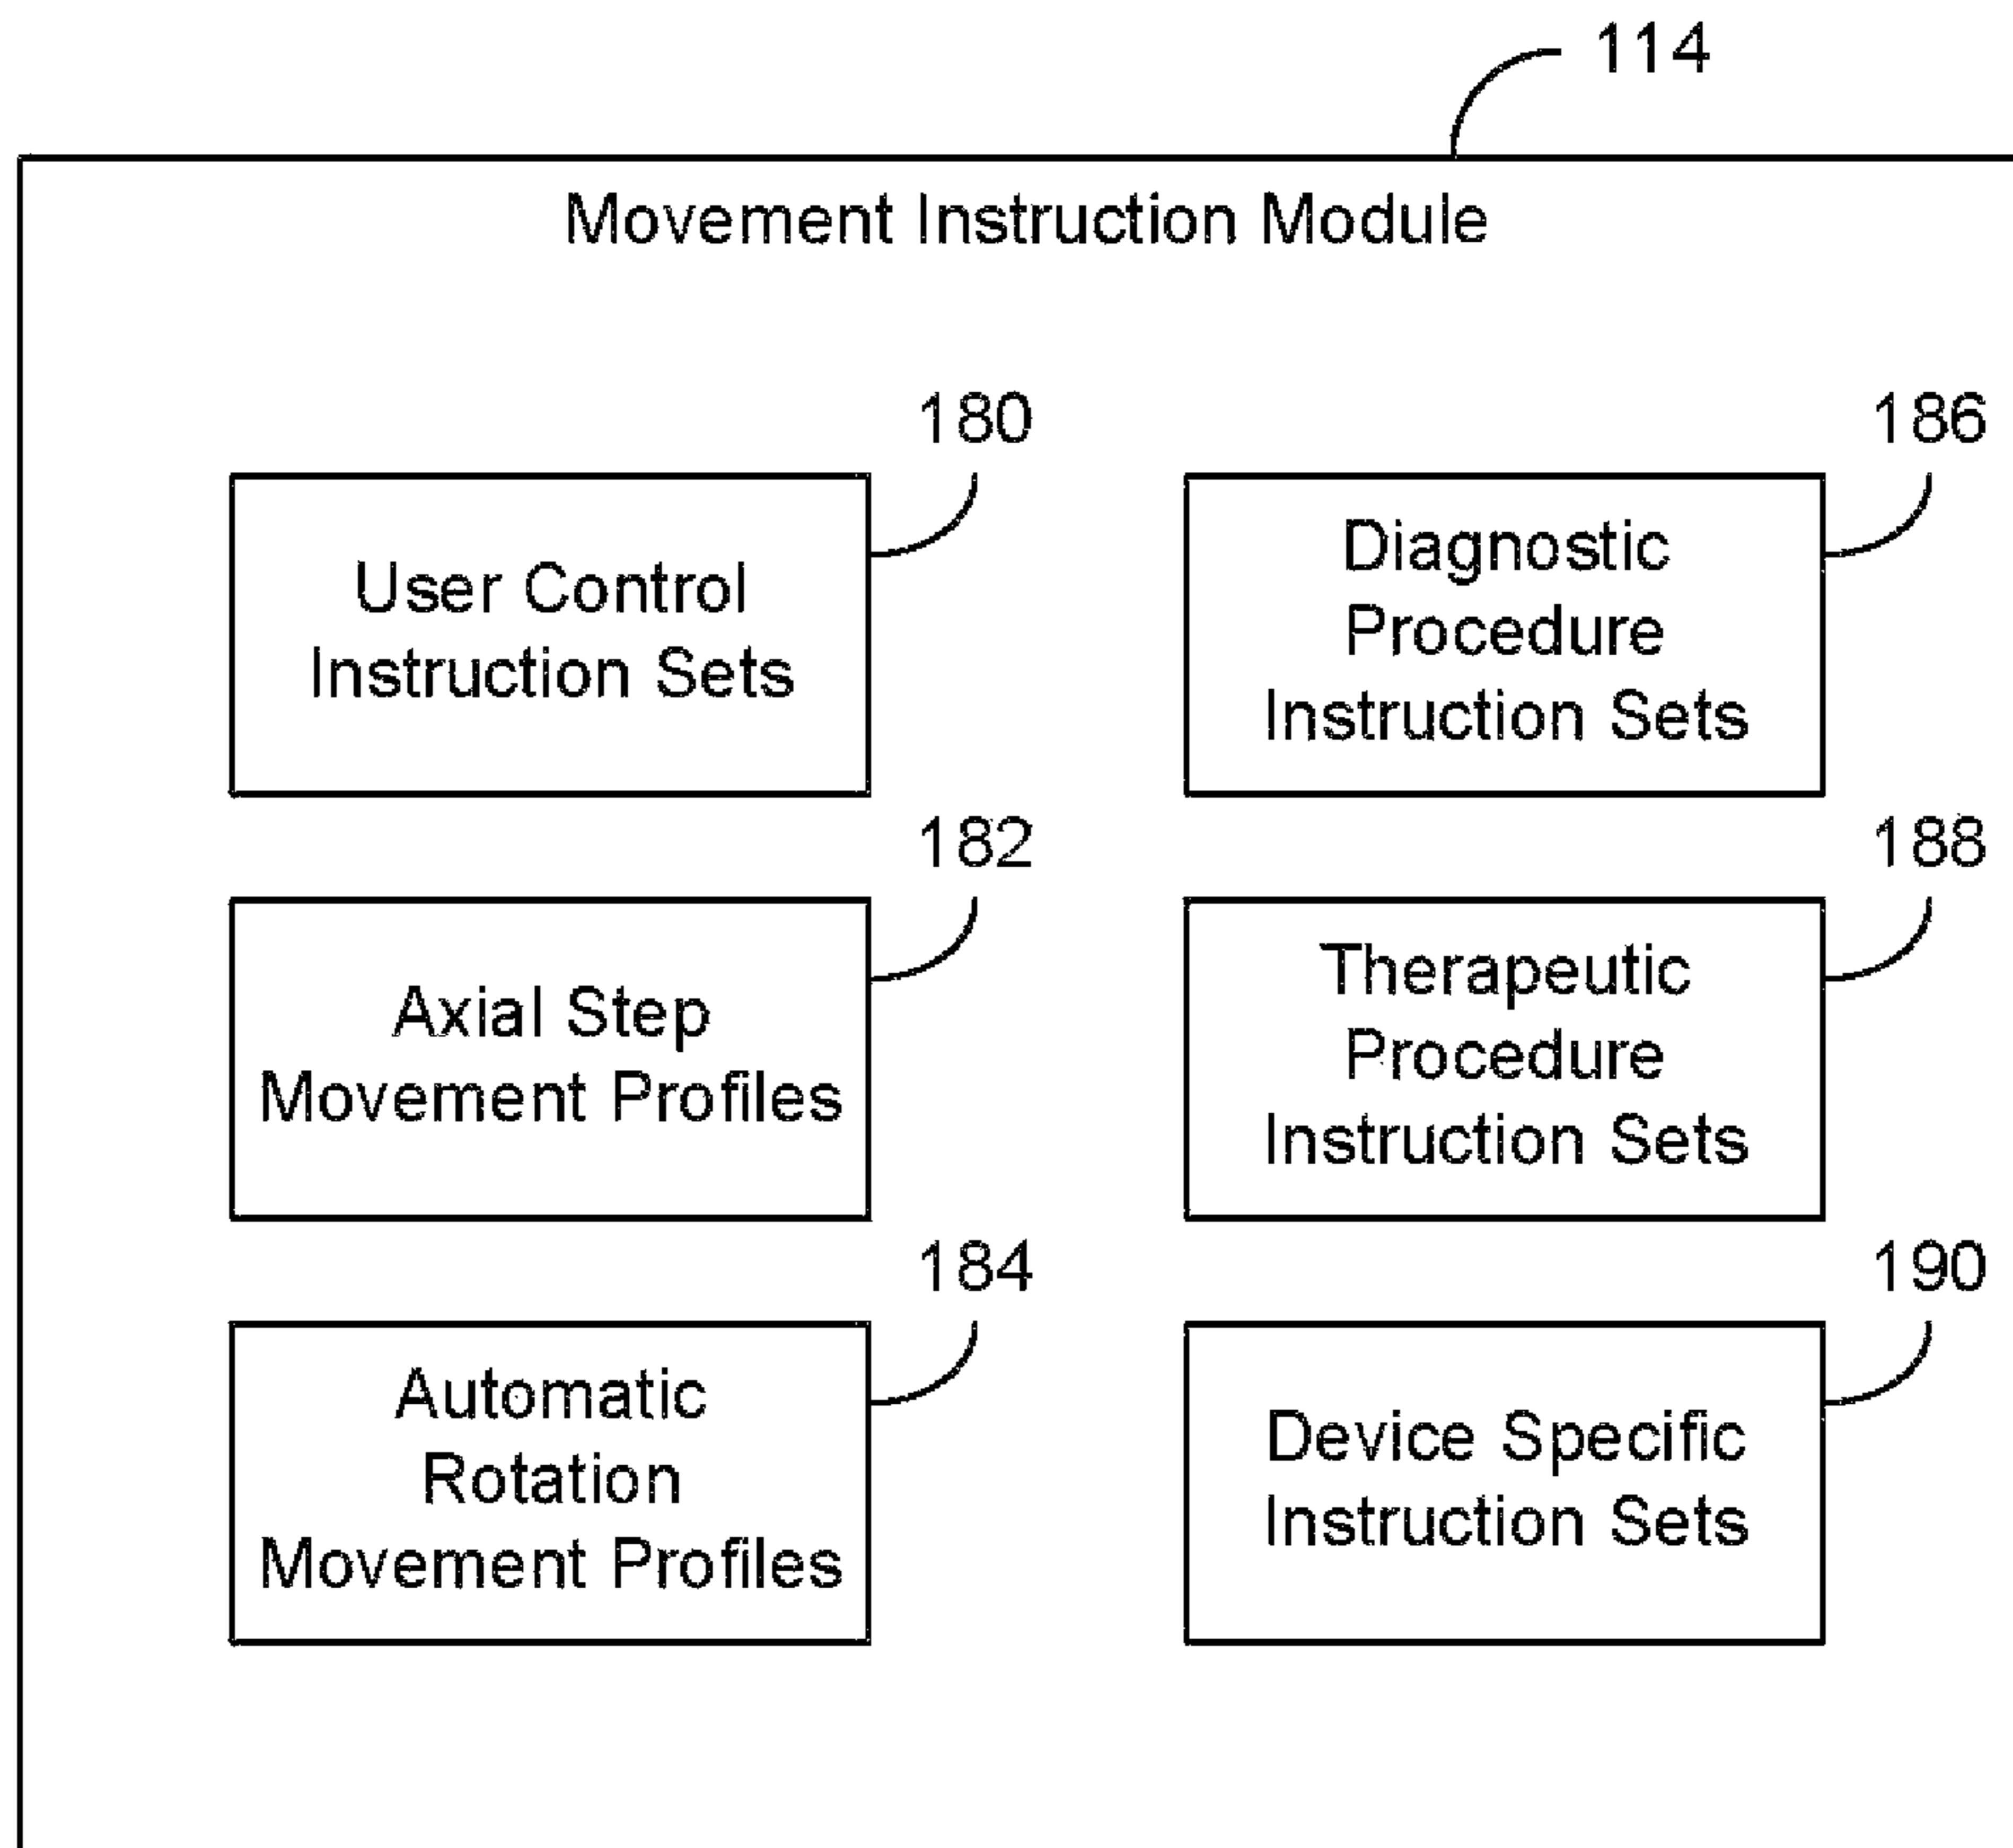 114
Movement Instruction Module
180
User Control
Instruction Sets
186
Diagnostic
Procedure
Instruction Sets
182
Axial Step
Movement Profiles
188
Therapeutic
Procedure
Instruction Sets
184
Automatic
Rotation
Movement Profiles
190
Device Specific
Instruction Sets